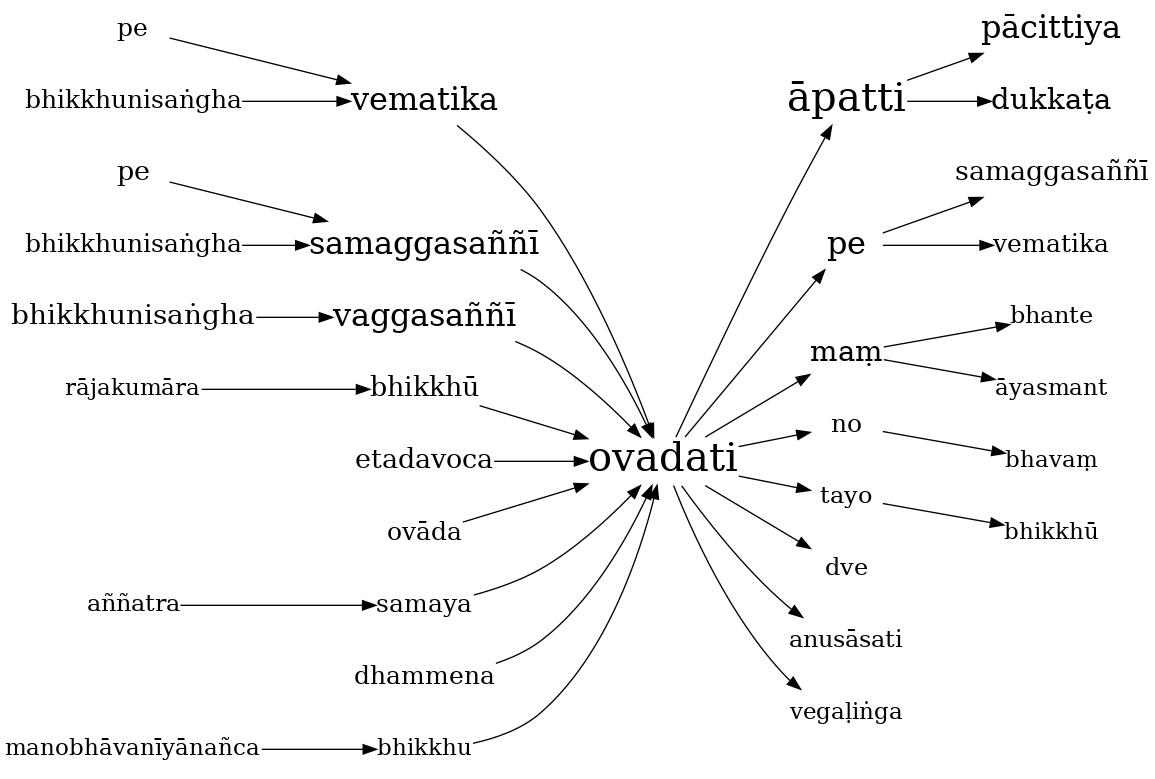 pe
bhikkhunisaṅgha
vematika
pe
bhikkhunisaṅgha
samaggasaññī
bhikkhunisaṅgha
vaggasaññī
rājakumāra
bhikkhū
etadavoca
ovāda
aññatra
samaya
dhammena
manobhāvanīyānañca
bhikkhu
ovadati
āpatti
pācittiya
dukkaṭa
pe
samaggasaññī
vematika
maṃ
bhante
āyasmant
no
bhavaṃ
tayo
bhikkhū
dve
anusāsati
vegaḷiṅga